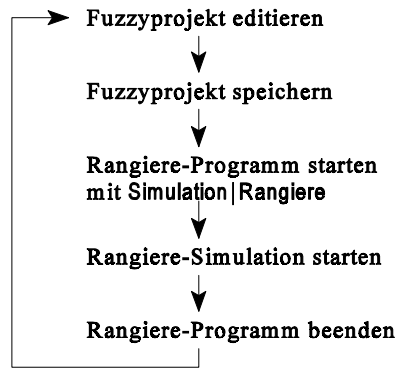 Fuzzyprojekt editieren
Fuzzyprojekt speichern
Rangiere-Programm starten
mit Simulation|Rangiere
Rangiere-Simulation starten
Rangiere-Programm beenden